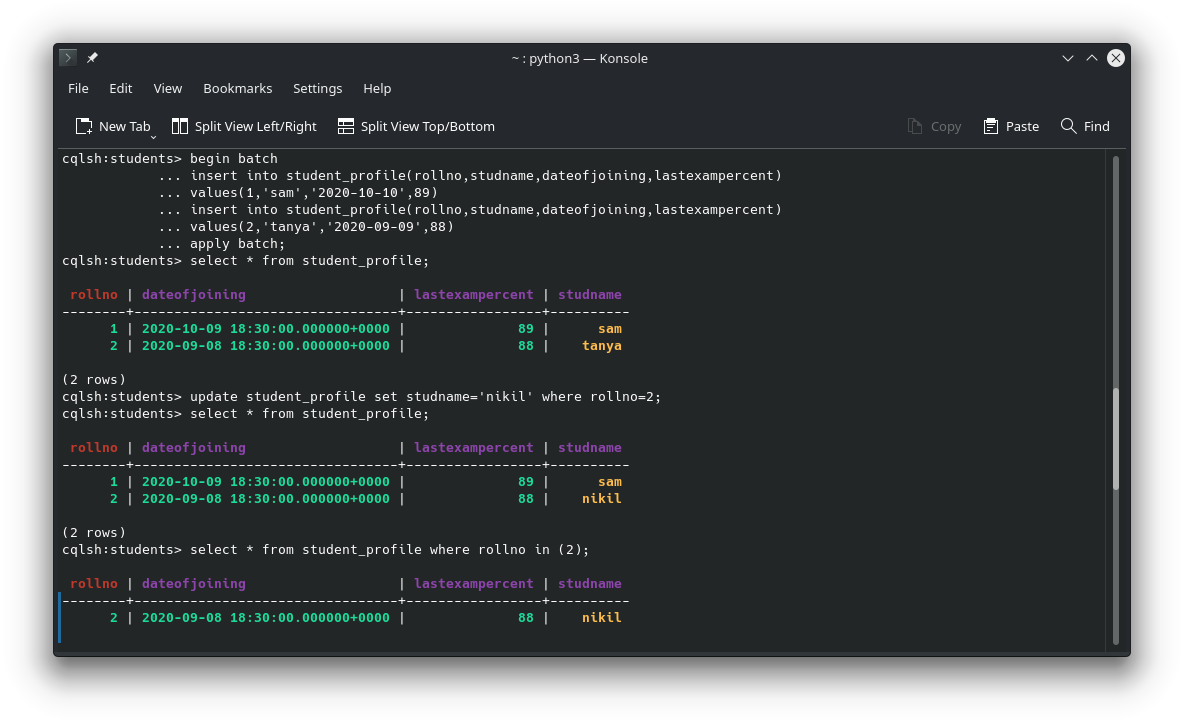 ~ : python3 — Konsole
File Edit View Bookmarks Settings Help
New Tab Split View Left/Right Split View Top/Bottom Copy Paste Find
cqlsh:students> begin batch
            ... insert into student_profile(rollno,studname,dateofjoining,lastexampercent)
            ... values(1,'sam','2020-10-10',89)
            ... insert into student_profile(rollno,studname,dateofjoining,lastexampercent)
            ... values(2,'tanya','2020-09-09',88)
            ... apply batch;
cqlsh:students> select * from student_profile;
 rollno | dateofjoining                   | lastexampercent | studname
--------+---------------------------------+-----------------+----------
      1 | 2020-10-09 18:30:00.000000+0000 |              89 |      sam
      2 | 2020-09-08 18:30:00.000000+0000 |              88 |    tanya
(2 rows)
cqlsh:students> update student_profile set studname='nikil' where rollno=2;
cqlsh:students> select * from student_profile;
 rollno | dateofjoining                   | lastexampercent | studname
--------+---------------------------------+-----------------+----------
      1 | 2020-10-09 18:30:00.000000+0000 |              89 |      sam
      2 | 2020-09-08 18:30:00.000000+0000 |              88 |    nikil
(2 rows)
cqlsh:students> select * from student_profile where rollno in (2);
 rollno | dateofjoining                   | lastexampercent | studname
--------+---------------------------------+-----------------+----------
      2 | 2020-09-08 18:30:00.000000+0000 |              88 |    nikil